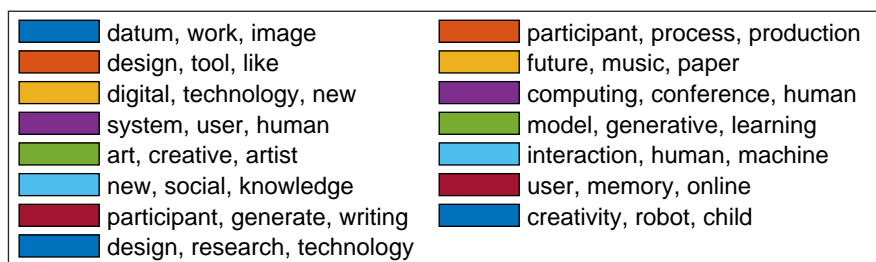 datum, work, image
design, tool, like
digital, technology, new
system, user, human
art, creative, artist
new, social, knowledge
participant, generate, writing
design, research, technology
participant, process, production
future, music, paper
computing, conference, human
model, generative, learning
interaction, human, machine
user, memory, online
creativity, robot, child